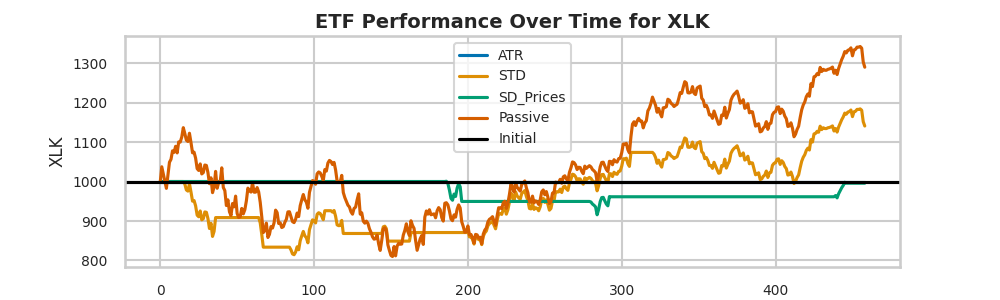 ETF Performance Over Time for XLK
XLK
1300
1200
1100
1000
900
800
ATR
STD
SD_Prices
Passive
Initial
0 100 200 300 400